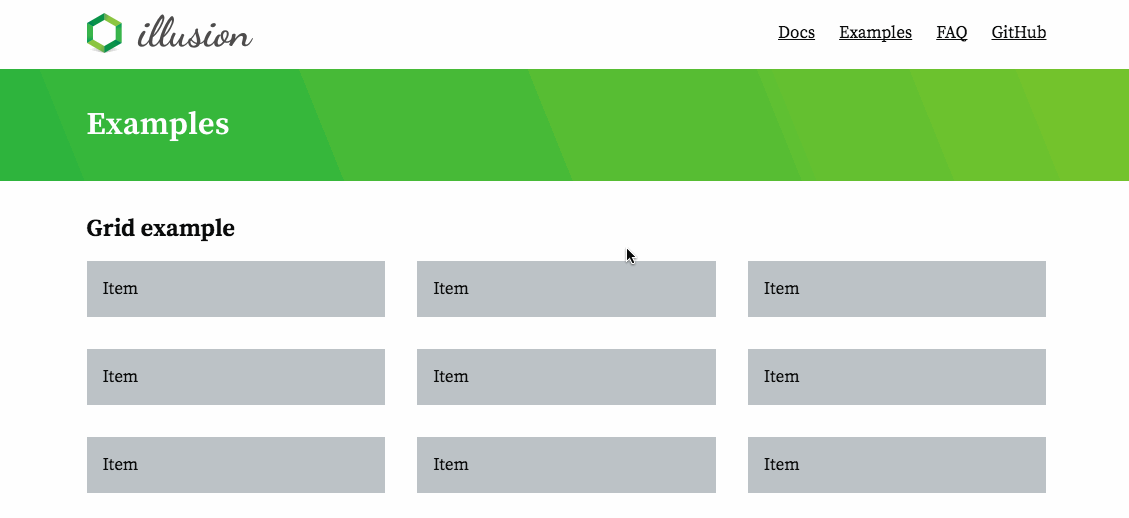 illusion
Docs Examples FAQ GitHub
Examples
Grid example
Item Item Item
Item Item Item
Item Item Item